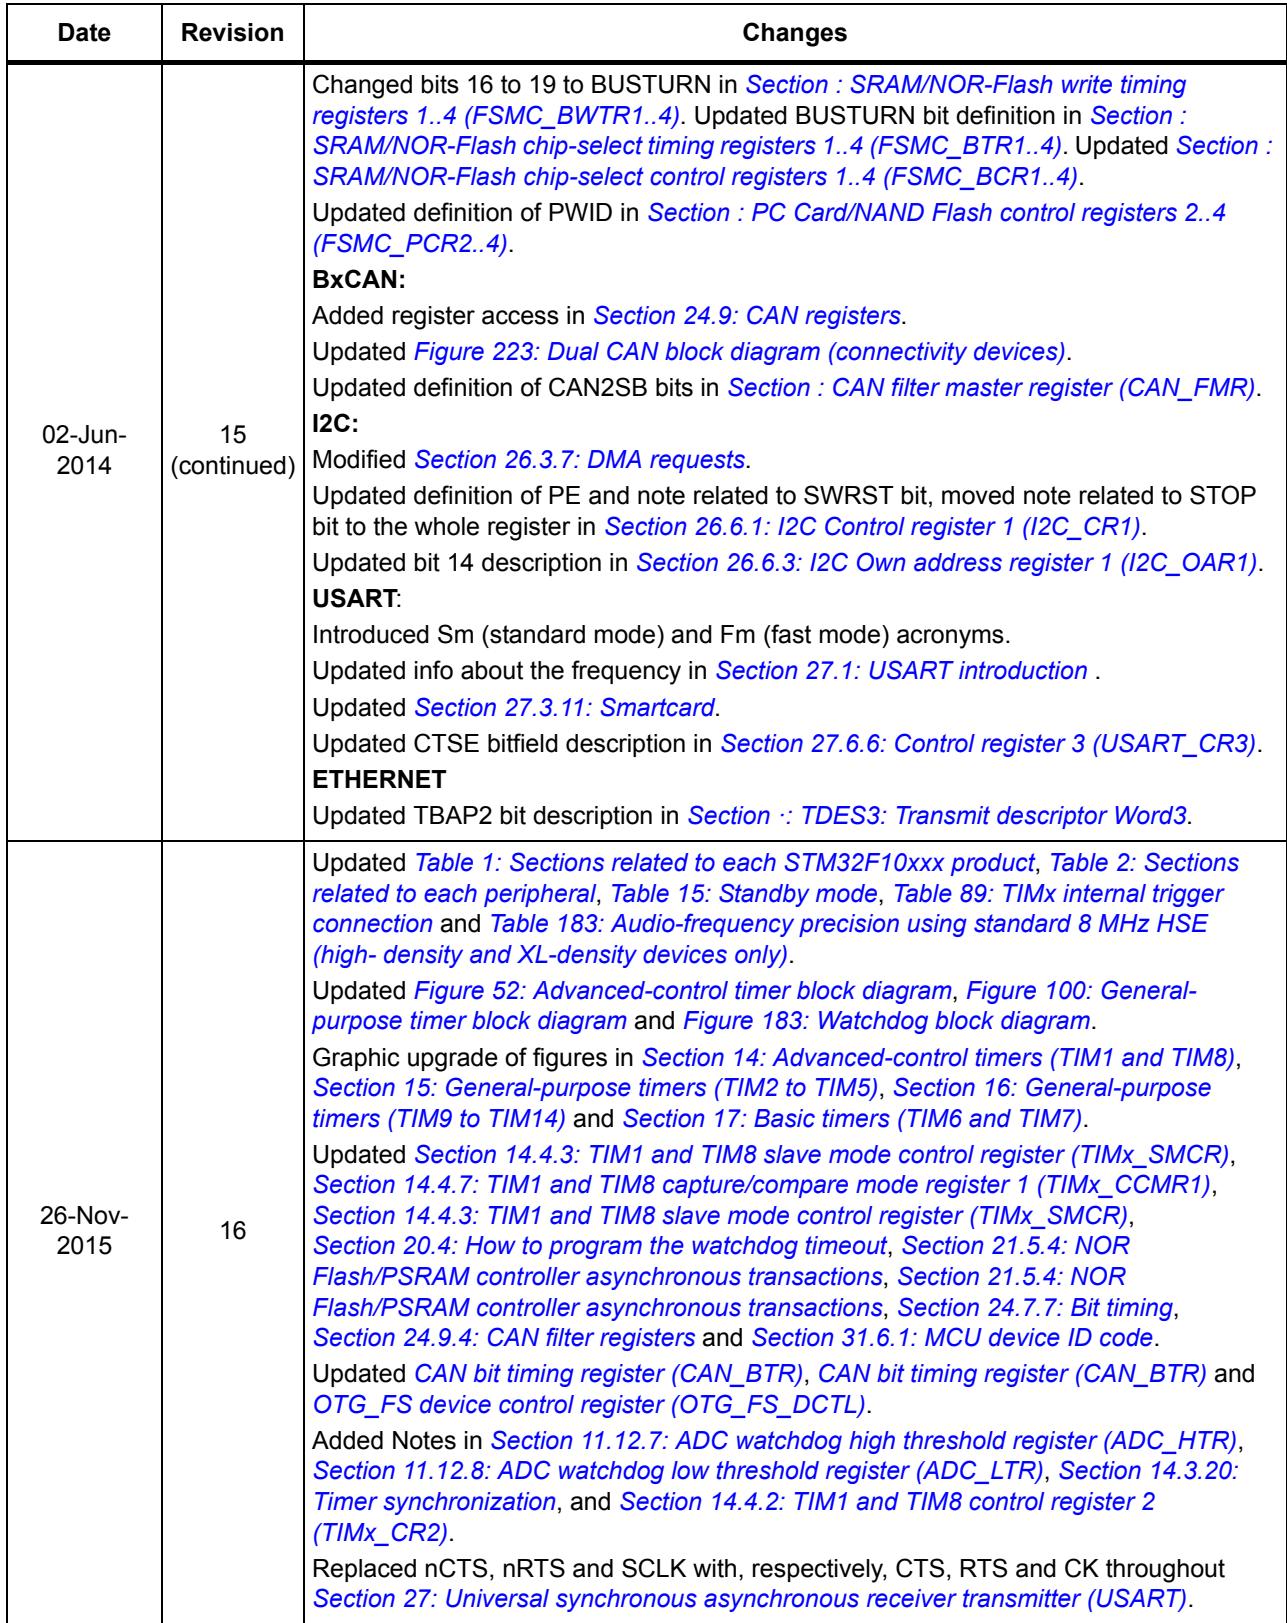 Date Revision Changes
Changed bits 16 to 19 to BUSTURN in Section : SRAM/NOR-Flash write timing
registers 1..4 (FSMC_BWTR1..4). Updated BUSTURN bit definition in Section :
SRAM/NOR-Flash chip-select timing registers 1..4 (FSMC_BTR1..4). Updated Section :
SRAM/NOR-Flash chip-select control registers 1..4 (FSMC_BCR1..4).
Updated definition of PWID in Section : PC Card/NAND Flash control registers 2..4
(FSMC_PCR2..4).
BxCAN:
Added register access in Section 24.9: CAN registers.
Updated Figure 223: Dual CAN block diagram (connectivity devices).
Updated definition of CAN2SB bits in Section : CAN filter master register (CAN_FMR).
I2C:
02-Jun-
2014
15
(continued)
Modified Section 26.3.7: DMA requests.
Updated definition of PE and note related to SWRST bit, moved note related to STOP
bit to the whole register in Section 26.6.1: I2C Control register 1 (I2C_CR1).
Updated bit 14 description in Section 26.6.3: I2C Own address register 1 (I2C_OAR1).
USART:
Introduced Sm (standard mode) and Fm (fast mode) acronyms.
Updated info about the frequency in Section 27.1: USART introduction .
Updated Section 27.3.11: Smartcard.
Updated CTSE bitfield description in Section 27.6.6: Control register 3 (USART_CR3).
ETHERNET
Updated TBAP2 bit description in Section ·: TDES3: Transmit descriptor Word3.
Updated Table 1: Sections related to each STM32F10xxx product, Table 2: Sections
related to each peripheral, Table 15: Standby mode, Table 89: TIMx internal trigger
connection and Table 183: Audio-frequency precision using standard 8 MHz HSE
(high- density and XL-density devices only).
Updated Figure 52: Advanced-control timer block diagram, Figure 100: General-
purpose timer block diagram and Figure 183: Watchdog block diagram.
Graphic upgrade of figures in Section 14: Advanced-control timers (TIM1 and TIM8),
Section 15: General-purpose timers (TIM2 to TIM5), Section 16: General-purpose
timers (TIM9 to TIM14) and Section 17: Basic timers (TIM6 and TIM7).
Updated Section 14.4.3: TIM1 and TIM8 slave mode control register (TIMx_SMCR),
Section 14.4.7: TIM1 and TIM8 capture/compare mode register 1 (TIMx_CCMR1),
26-Nov-
2015
16
Section 14.4.3: TIM1 and TIM8 slave mode control register (TIMx_SMCR),
Section 20.4: How to program the watchdog timeout, Section 21.5.4: NOR
Flash/PSRAM controller asynchronous transactions, Section 21.5.4: NOR
Flash/PSRAM controller asynchronous transactions, Section 24.7.7: Bit timing,
Section 24.9.4: CAN filter registers and Section 31.6.1: MCU device ID code.
Updated CAN bit timing register (CAN_BTR), CAN bit timing register (CAN_BTR) and
OTG_FS device control register (OTG_FS_DCTL).
Added Notes in Section 11.12.7: ADC watchdog high threshold register (ADC_HTR),
Section 11.12.8: ADC watchdog low threshold register (ADC_LTR), Section 14.3.20:
Timer synchronization, and Section 14.4.2: TIM1 and TIM8 control register 2
(TIMx_CR2).
Replaced nCTS, nRTS and SCLK with, respectively, CTS, RTS and CK throughout
Section 27: Universal synchronous asynchronous receiver transmitter (USART).